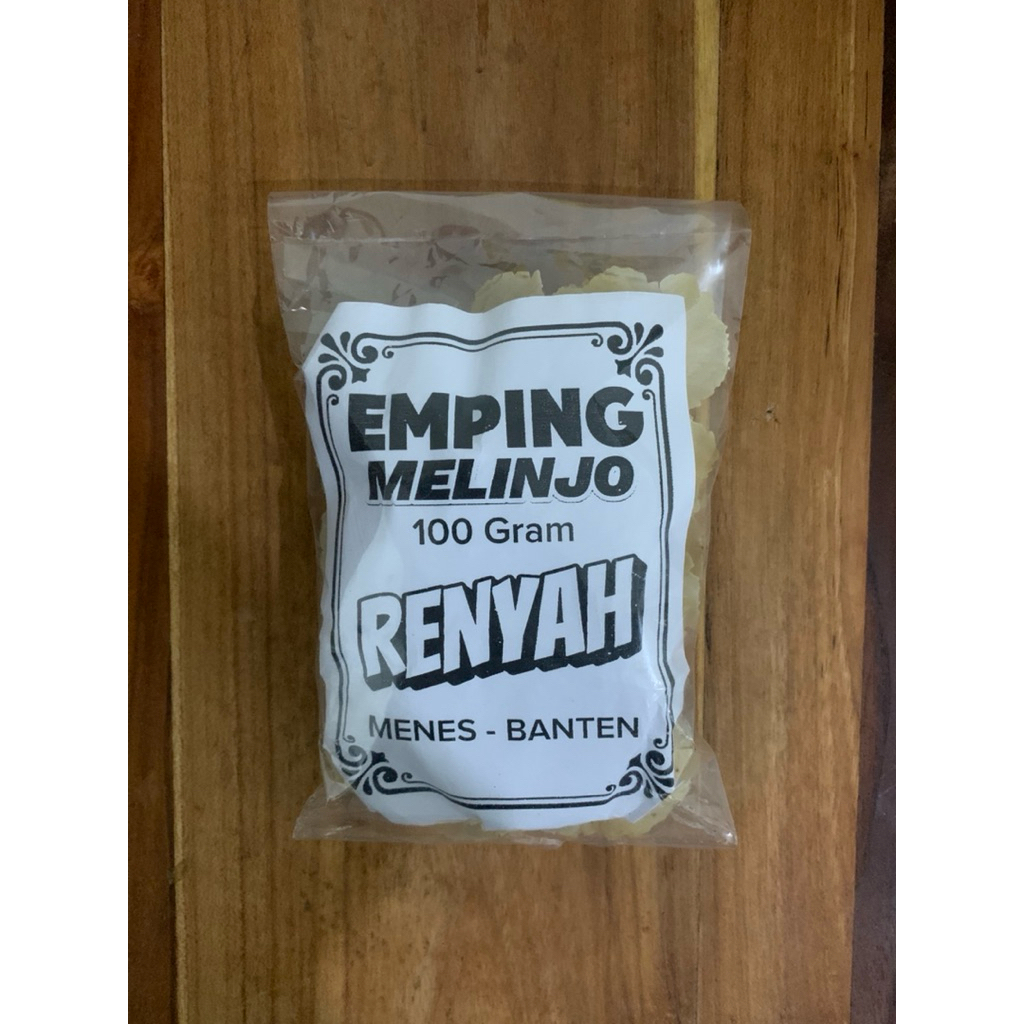 EMPING
MELINJO
100 Gram
RENYAH
MENES - BANTEN